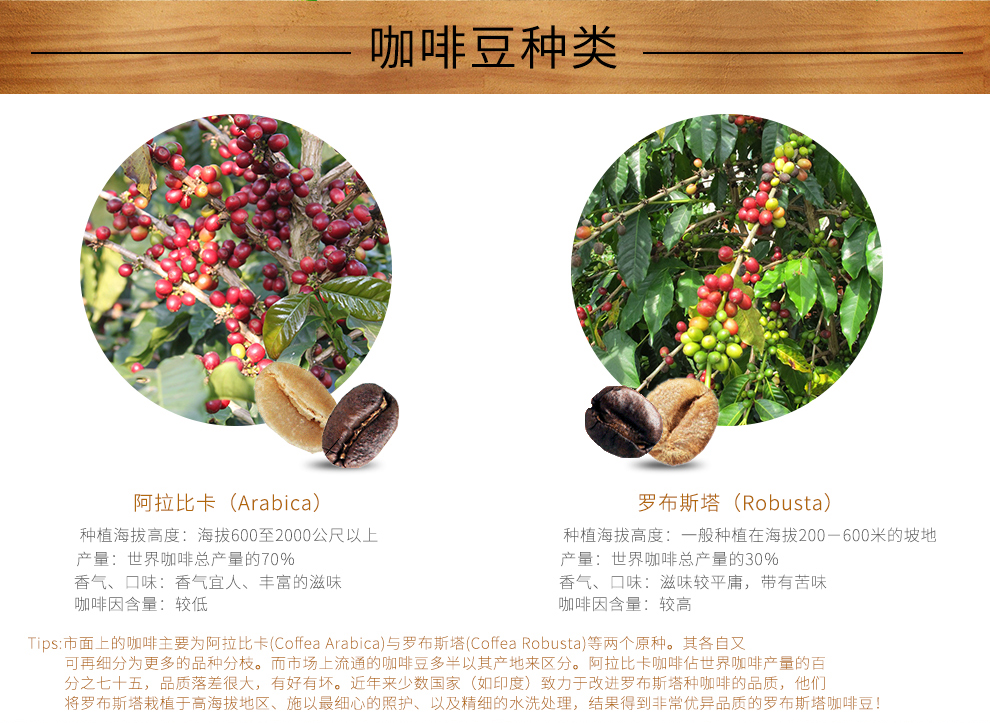 咖啡豆种类
阿拉比卡（Arabica）
种植海拔高度：海拔600至2000公尺以上
产量：世界咖啡总产量的70%
香气、口味：香气宜人、丰富的滋味
咖啡因含量：较低
罗布斯塔（Robusta）
种植海拔高度：一般种植在海拔200－600米的坡地
产量：世界咖啡总产量的30%
香气、口味：滋味较平庸，带有苦味
咖啡因含量：较高
Tips:市面上的咖啡主要为阿拉比卡(Coffea Arabica)与罗布斯塔(Coffea Robusta)等两个原种。其各自又
可再细分为更多的品种分枝。而市场上流通的咖啡豆多半以其产地来区分。阿拉比卡咖啡佔世界咖啡产量的百
分之七十五，品质落差很大，有好有坏。近年来少数国家（如印度）致力于改进罗布斯塔种咖啡的品质，他们
将罗布斯塔栽植于高海拔地区、施以最细心的照护、以及精细的水洗处理，结果得到非常优异品质的罗布斯塔咖啡豆！